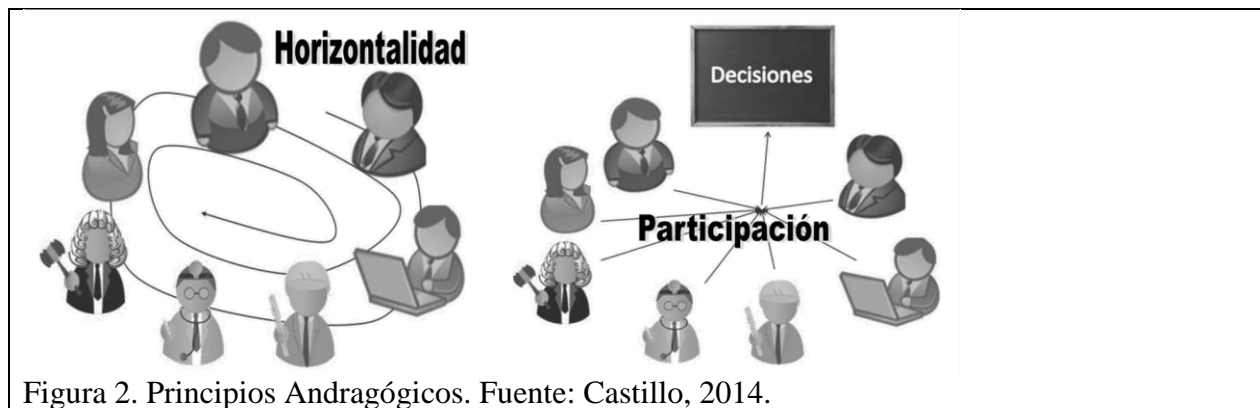 Horizontalidad
Decisiones
Participación
Figura 2. Principios Andragógicos. Fuente: Castillo, 2014.